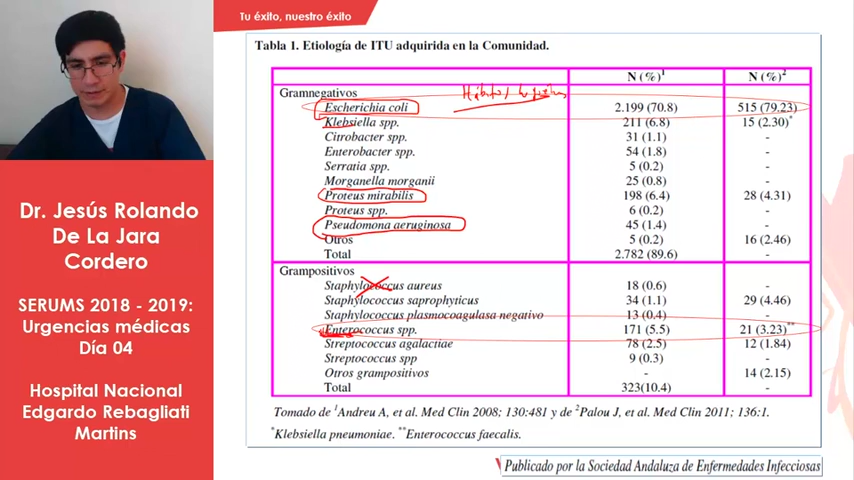 Tu éxito, nuestro éxito
Tabla 1. Etiología de ITU adquirida en la Comunidad.
N (%)¹ N (%)²
Gramnegativos
Escherichia coli 2.199 (70.8) 515 (79.23)
Klebsiella spp. 211 (6.8) 15 (2.30)*
Citrobacter spp. 31 (1.1) -
Enterobacter spp. 54 (1.8) -
Serratia spp. 5 (0.2) -
Morganella morganii 25 (0.8) -
Proteus mirabilis 198 (6.4) 28 (4.31)
Proteus spp. 6 (0.2) -
Pseudomona aeruginosa 45 (1.4) -
Otros 5 (0.2) 16 (2.46)
Total 2.782 (89.6) -
Grampositivos
Staphylococcus aureus 18 (0.6) -
Staphylococcus saprophyticus 34 (1.1) 29 (4.46)
Staphylococcus plasmocoagulasa negativo 13 (0.4) -
Enterococcus spp. 171 (5.5) 21 (3.23)**
Streptococcus agalactiae 78 (2.5) 12 (1.84)
Streptococcus spp 9 (0.3) -
Otros grampositivos - 14 (2.15)
Total 323(10.4) -
Tomado de ¹Andreu A, et al. Med Clin 2008; 130:481 y de ²Palou J, et al. Med Clin 2011; 136:1.
*Klebsiella pneumoniae. **Enterococcus faecalis.
Publicado por la Sociedad Andaluza de Enfermedades Infecciosas
Dr. Jesús Rolando
De La Jara
Cordero
SERUMS 2018 - 2019:
Urgencias médicas
Día 04
Hospital Nacional
Edgardo Rebagliati
Martins